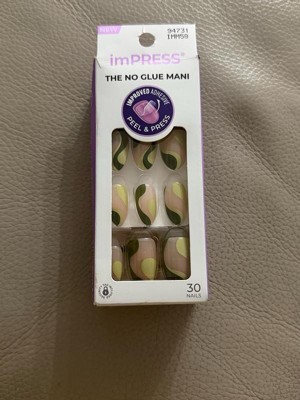 NEW!
94731
IMM59
imPRESS®
THE NO GLUE MANI
IMPROVED ADHESIVE
PEEL & PRESS
30
NAILS